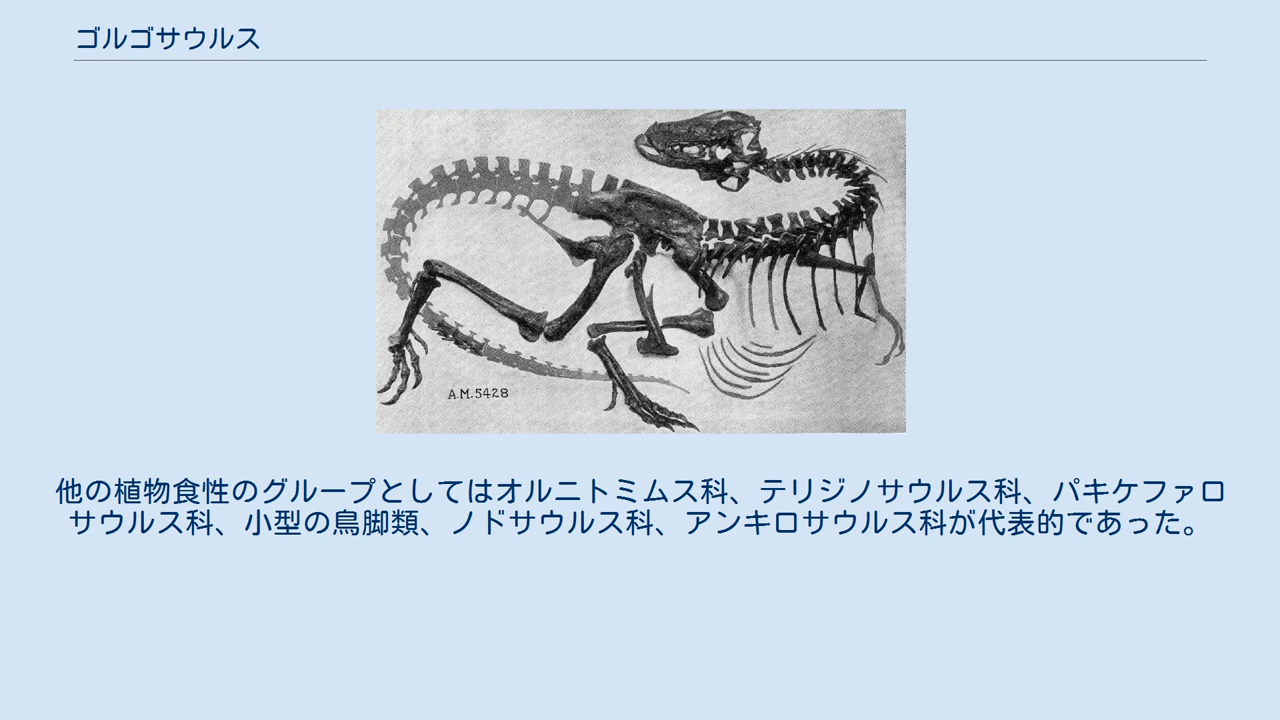 ゴルゴサウルス
A.M.5428
他の植物食性のグループとしてはオルニトミムス科、テリジノサウルス科、パキケファロ
サウルス科、小型の鳥脚類、ノドサウルス科、アンキロサウルス科が代表的であった。